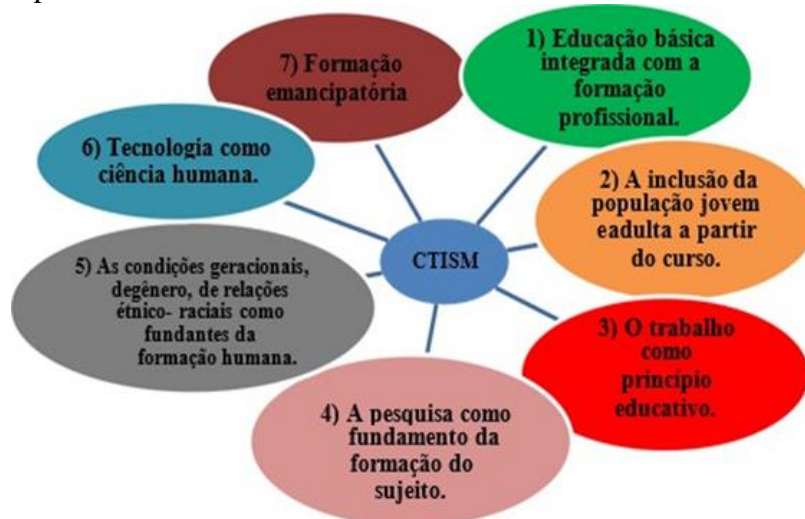 1) Educação básica
integrada com a
formação
profissional.
2) A inclusão da
população jovem
eadulta a partir
do curso.
3) O trabalho
como
princípio
educativo.
4) A pesquisa como
fundamento da
formação do
sujeito.
5) As condições geracionais,
degênero, de relações
étnico- raciais como
fundantes da
formação humana.
6) Tecnologia como
ciência humana.
7) Formação
emancipatória
CTISM